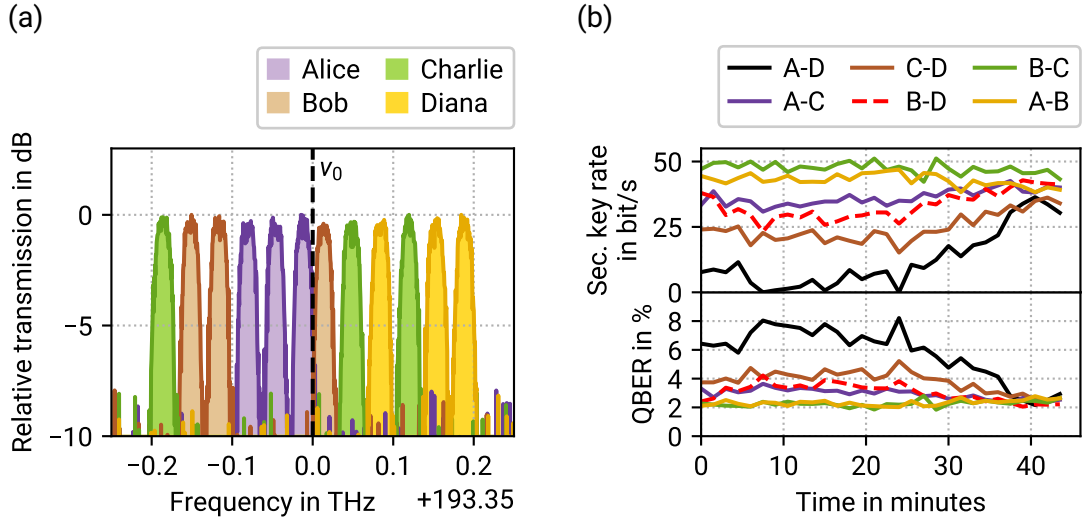 (a)
Alice
Charlie
Bob
Diana
Relative transmission in dB
ν₀
0
−5
−10
−0.2
−0.1
0.0
0.1
0.2
Frequency in THz
+193.35
(b)
A-D
C-D
B-C
A-C
B-D
A-B
Sec. key rate
in bit/s
50
25
0
QBER in %
8
6
4
2
0
0
10
20
30
40
Time in minutes